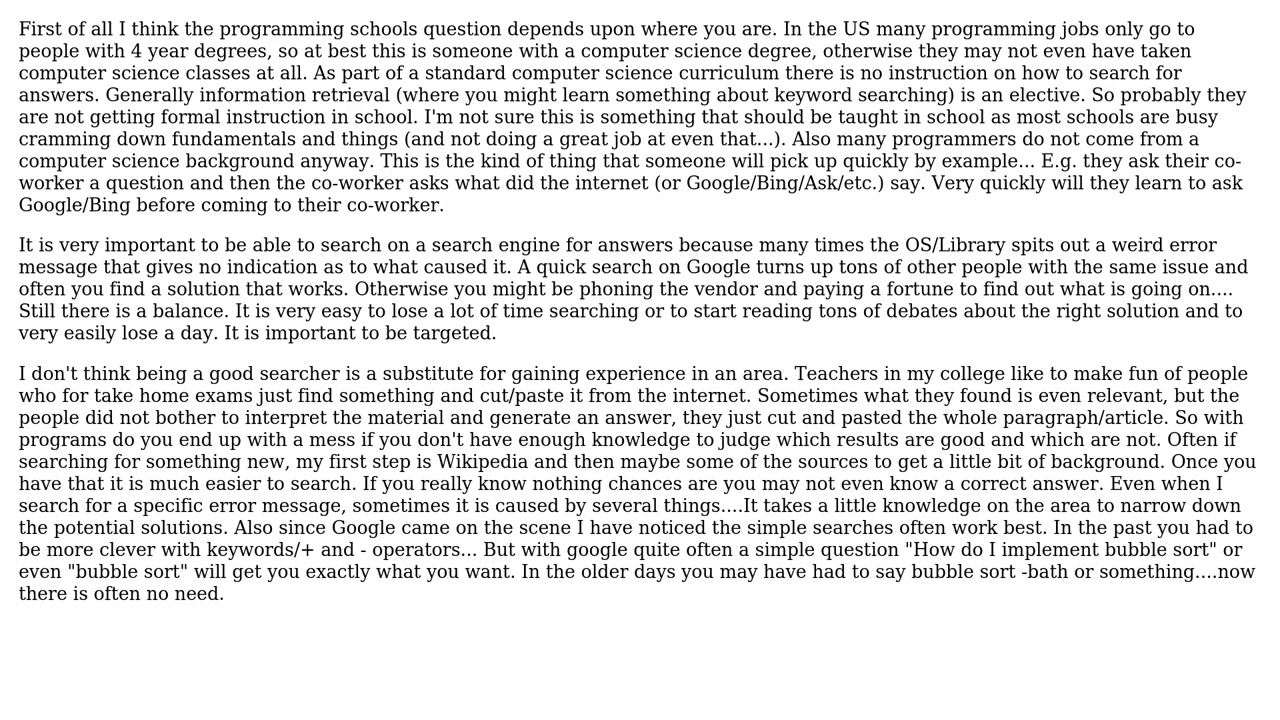 First of all I think the programming schools question depends upon where you are. In the US many programming jobs only go to
people with 4 year degrees, so at best this is someone with a computer science degree, otherwise they may not even have taken
computer science classes at all. As part of a standard computer science curriculum there is no instruction on how to search for
answers. Generally information retrieval (where you might learn something about keyword searching) is an elective. So probably they
are not getting formal instruction in school. I'm not sure this is something that should be taught in school as most schools are busy
cramming down fundamentals and things (and not doing a great job at even that...). Also many programmers do not come from a
computer science background anyway. This is the kind of thing that someone will pick up quickly by example... E.g. they ask their co-
worker a question and then the co-worker asks what did the internet (or Google/Bing/Ask/etc.) say. Very quickly will they learn to ask
Google/Bing before coming to their co-worker.
It is very important to be able to search on a search engine for answers because many times the OS/Library spits out a weird error
message that gives no indication as to what caused it. A quick search on Google turns up tons of other people with the same issue and
often you find a solution that works. Otherwise you might be phoning the vendor and paying a fortune to find out what is going on....
Still there is a balance. It is very easy to lose a lot of time searching or to start reading tons of debates about the right solution and to
very easily lose a day. It is important to be targeted.
I don't think being a good searcher is a substitute for gaining experience in an area. Teachers in my college like to make fun of people
who for take home exams just find something and cut/paste it from the internet. Sometimes what they found is even relevant, but the
people did not bother to interpret the material and generate an answer, they just cut and pasted the whole paragraph/article. So with
programs do you end up with a mess if you don't have enough knowledge to judge which results are good and which are not. Often if
searching for something new, my first step is Wikipedia and then maybe some of the sources to get a little bit of background. Once you
have that it is much easier to search. If you really know nothing chances are you may not even know a correct answer. Even when I
search for a specific error message, sometimes it is caused by several things....It takes a little knowledge on the area to narrow down
the potential solutions. Also since Google came on the scene I have noticed the simple searches often work best. In the past you had to
be more clever with keywords/+ and - operators... But with google quite often a simple question "How do I implement bubble sort" or
even "bubble sort" will get you exactly what you want. In the older days you may have had to say bubble sort -bath or something....now
there is often no need.